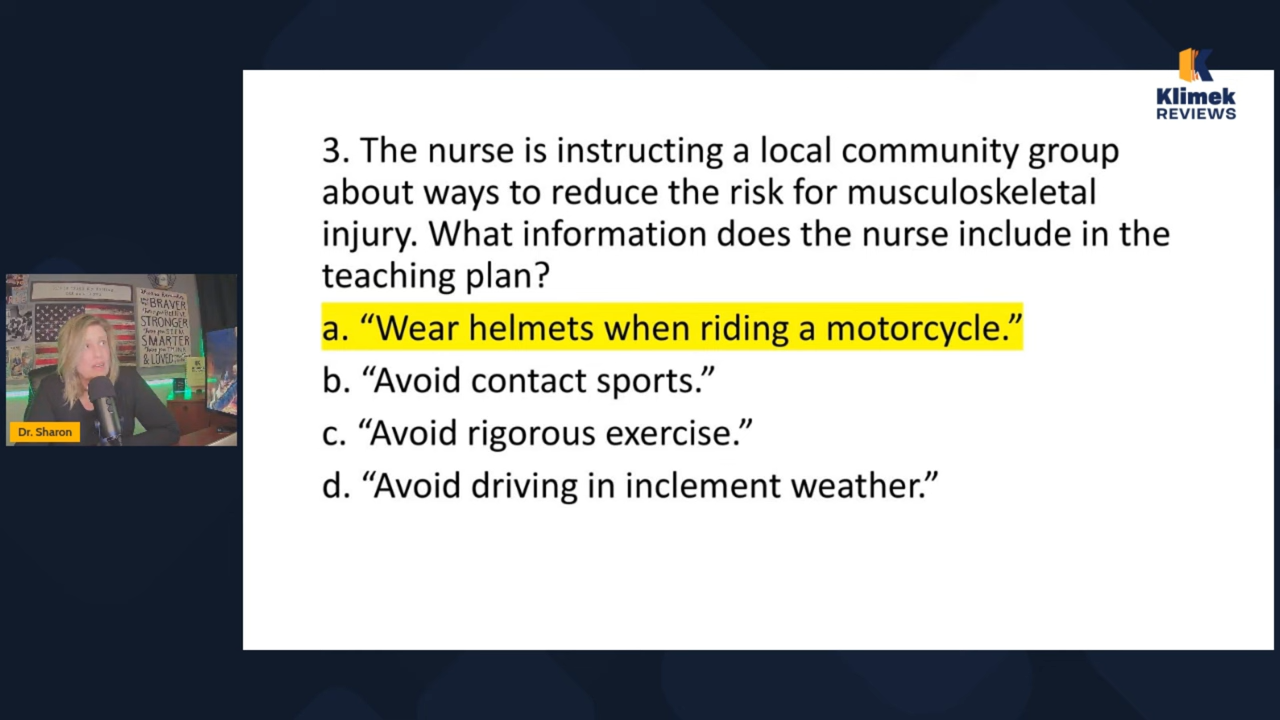 Klimek
REVIEWS
3. The nurse is instructing a local community group
about ways to reduce the risk for musculoskeletal
injury. What information does the nurse include in the
teaching plan?
a. “Wear helmets when riding a motorcycle.”
b. “Avoid contact sports.”
c. “Avoid rigorous exercise.”
d. “Avoid driving in inclement weather.”
BRAVER
STRONGER
SMARTER
& LOVED
Dr. Sharon